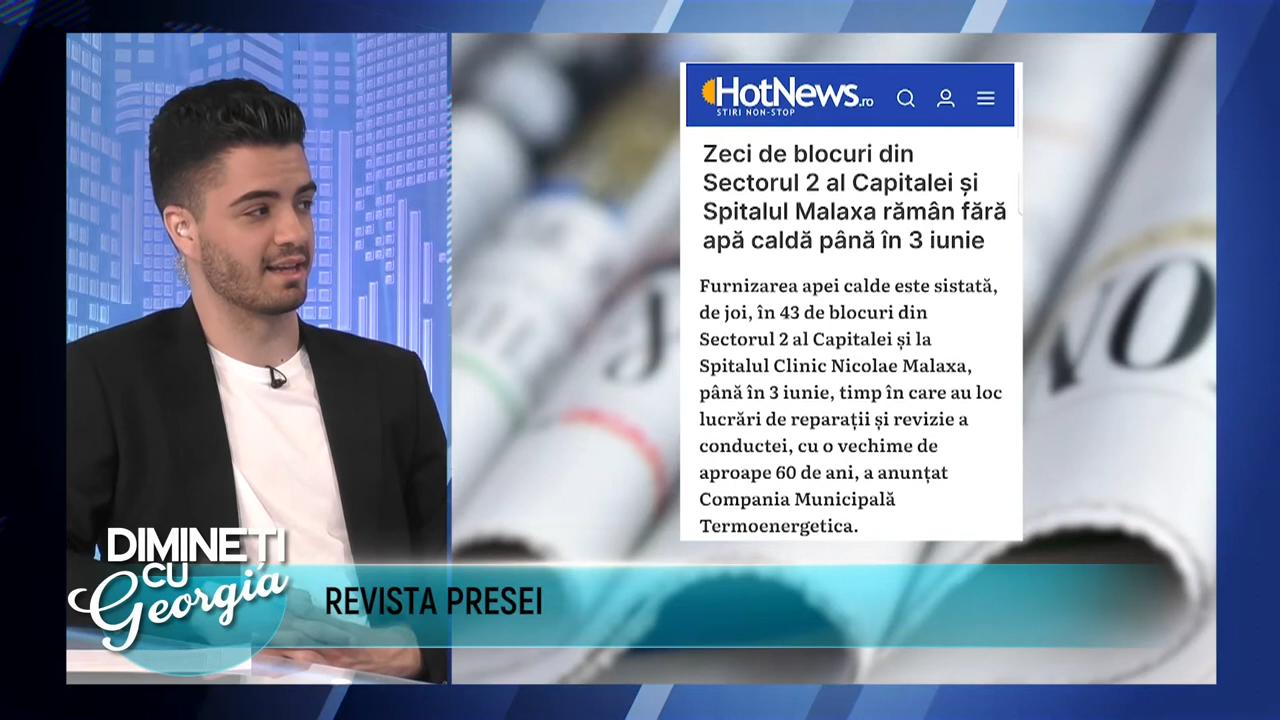 HotNews.ro
STIRI NON-STOP
Zeci de blocuri din
Sectorul 2 al Capitalei și
Spitalul Malaxa rămân fără
apă caldă până în 3 iunie
Furnizarea apei calde este sistată,
de joi, în 43 de blocuri din
Sectorul 2 al Capitalei și la
Spitalul Clinic Nicolae Malaxa,
până în 3 iunie, timp în care au loc
lucrări de reparații și revizie a
conductei, cu o vechime de
aproape 60 de ani, a anunțat
Compania Municipală
Termoenergetica.
DIMINEȚI
CU
Georgia
REVISTA PRESEI